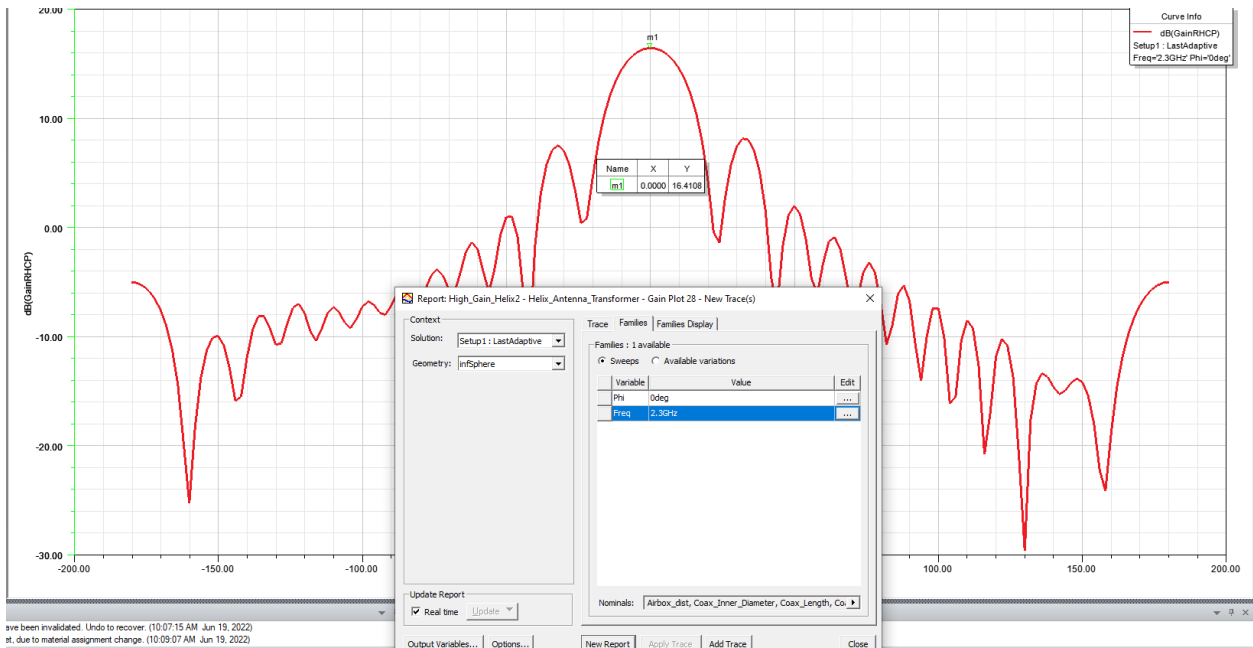 20.00
10.00
0.00
-10.00
-20.00
-30.00
dB(GainRHCP)
-200.00
-150.00
-100.00
100.00
150.00
200.00
m1
Name X Y
m1 0.0000 16.4108
Curve Info
dB(GainRHCP)
Setup1 : LastAdaptive
Freq='2.3GHz' Phi='0deg'
Report: High_Gain_Helix2 - Helix_Antenna_Transformer - Gain Plot 28 - New Trace(s)
Context
Solution: Setup1 : LastAdaptive
Geometry: infSphere
Update Report
Real time Update
Output Variables... Options...
Trace Families Families Display
Families : 1 available
Sweeps Available variations
Variable Value Edit
Phi 0deg ...
Freq 2.3GHz ...
Nominals: Airbox_dist, Coax_Inner_Diameter, Coax_Length, Co
New Report Apply Trace Add Trace Close
ave been invalidated. Undo to recover. (10:07:15 AM Jun 19, 2022)
et, due to material assignment change. (10:09:07 AM Jun 19, 2022)